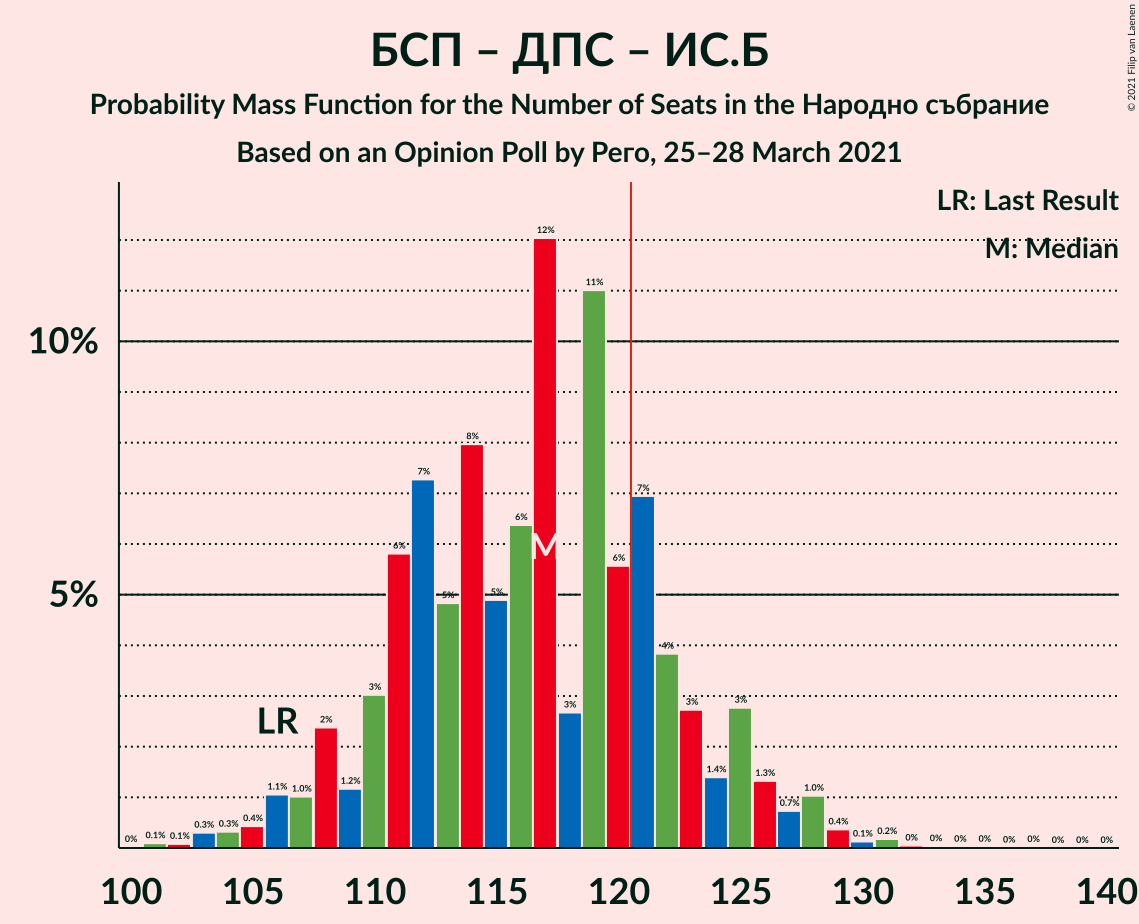 БСП – ДПС – ИС.Б
Probability Mass Function for the Number of Seats in the Народно събрание
Based on an Opinion Poll by Рего, 25–28 March 2021
© 2021 Filip van Laenen
LR: Last Result
M: Median
10%
5%
LR
M
0% 0.1% 0.1% 0.3% 0.3% 0.4% 1.1% 1.0% 2% 1.2% 3% 6% 7% 5% 8% 5% 6% 12% 3% 11% 6% 7% 4% 3% 1.4% 3% 1.3% 0.7% 1.0% 0.4% 0.1% 0.2% 0% 0% 0% 0% 0% 0% 0% 0% 0%
100 105 110 115 120 125 130 135 140